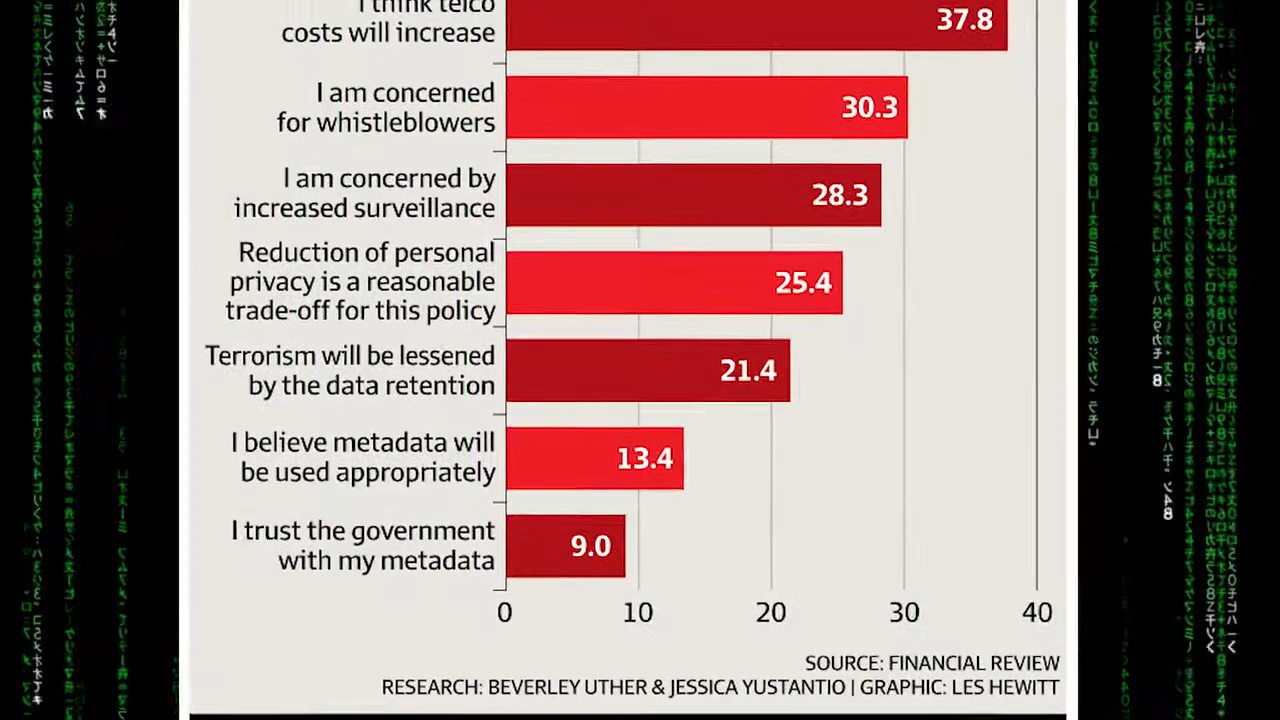 I think telco
costs will increase
37.8
I am concerned
for whistleblowers
30.3
I am concerned by
increased surveillance
28.3
Reduction of personal
privacy is a reasonable
trade-off for this policy
25.4
Terrorism will be lessened
by the data retention
21.4
I believe metadata will
be used appropriately
13.4
I trust the government
with my metadata
9.0
0 10 20 30 40
SOURCE: FINANCIAL REVIEW
RESEARCH: BEVERLEY UTHER & JESSICA YUSTANTIO | GRAPHIC: LES HEWITT